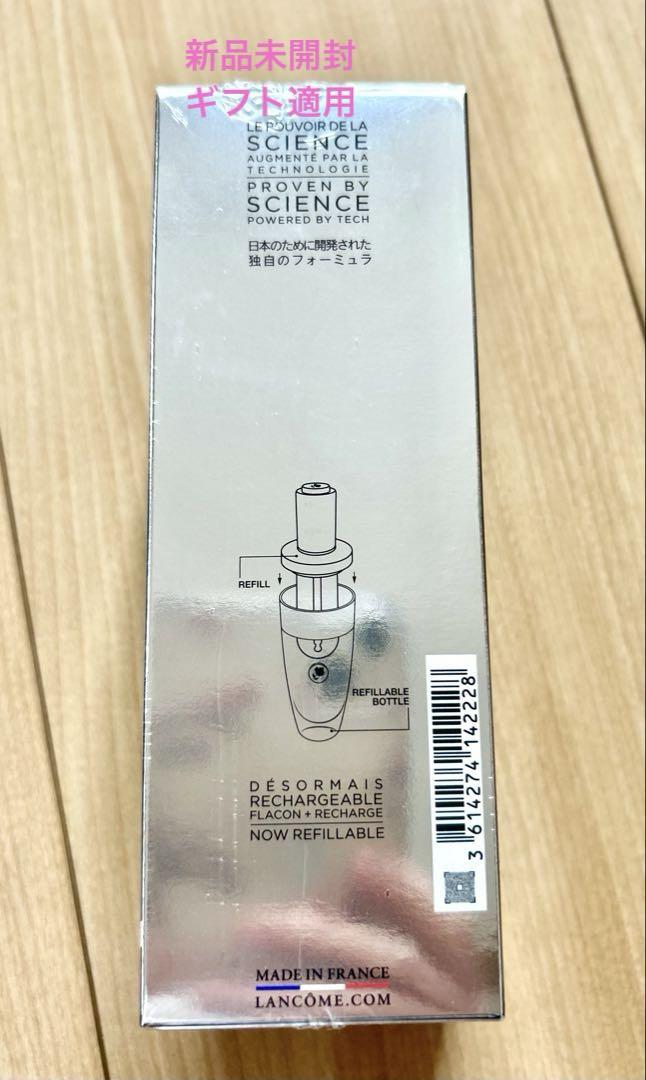 新品未開封
ギフト適用
LE POUVOIR DE LA
SCIENCE
AUGMENTÉ PAR LA
TECHNOLOGIE
PROVEN BY
SCIENCE
POWERED BY TECH
日本のために開発された
独自のフォーミュラ
REFILL
REFILLABLE
BOTTLE
3 614274 142228
DÉSORMAIS
RECHARGEABLE
FLACON + RECHARGE
NOW REFILLABLE
MADE IN FRANCE
LANCÔME.COM